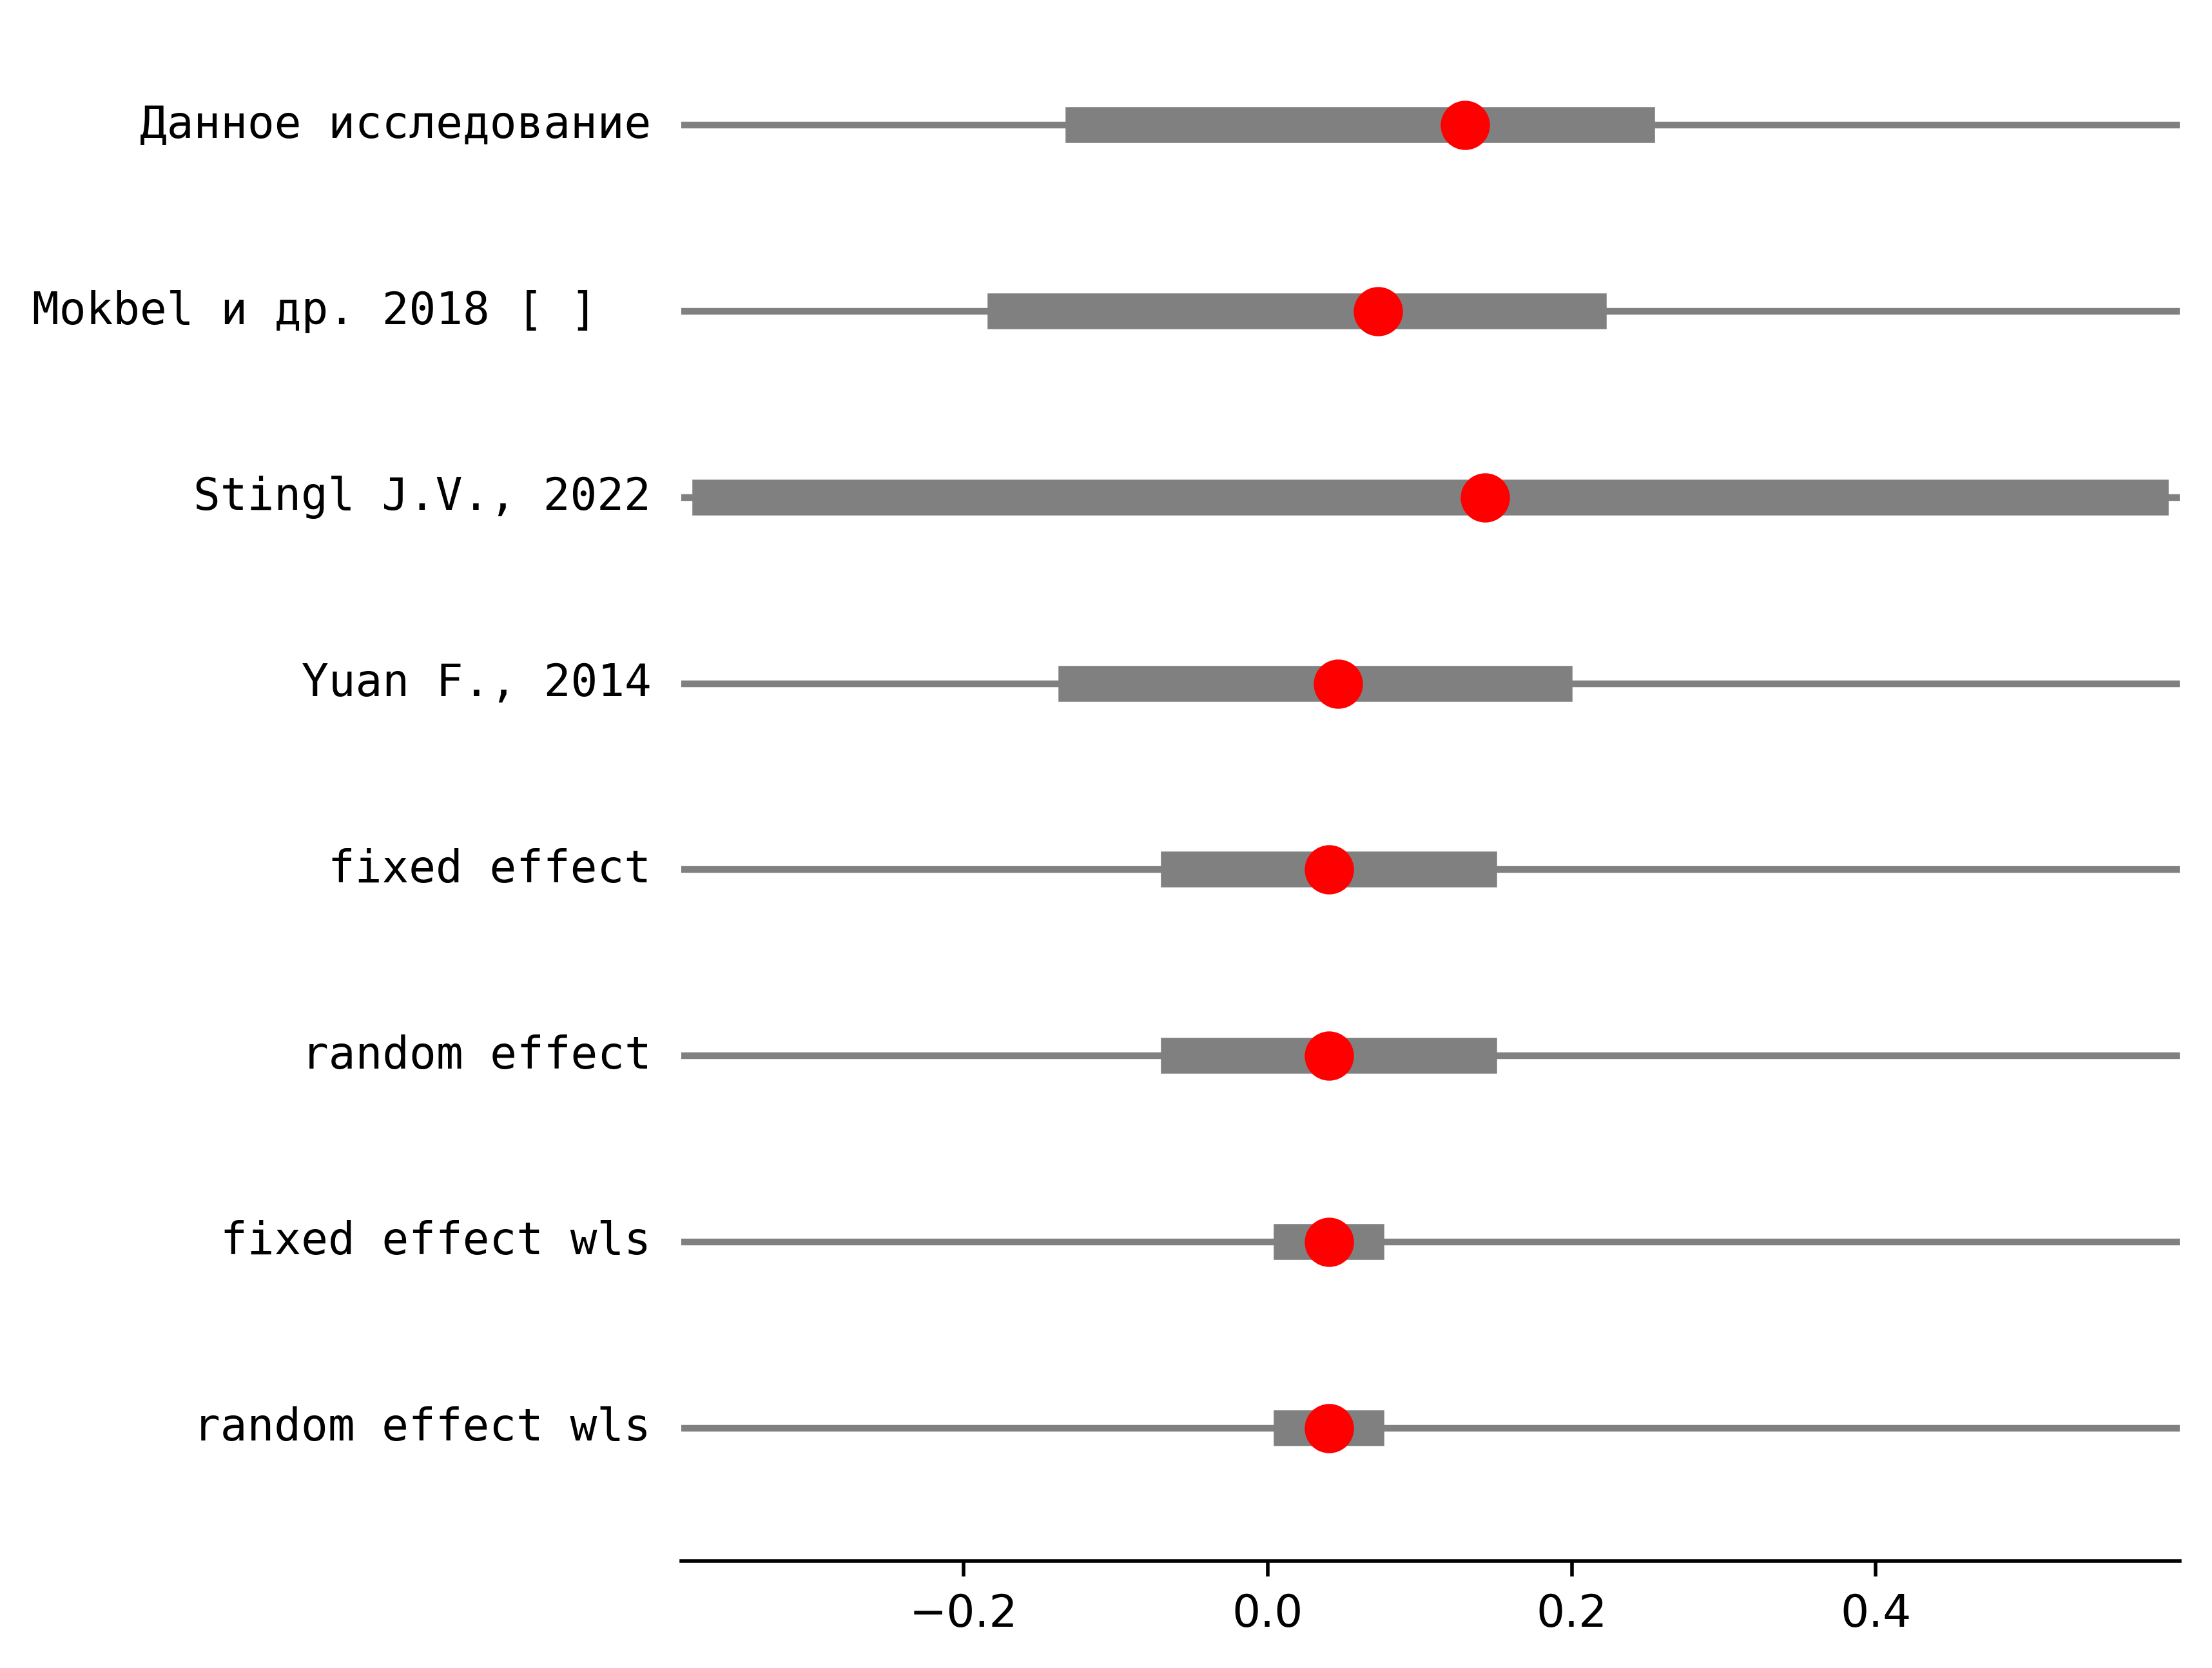 Данное исследование
Mokbel и др. 2018 [ ]
Stingl J.V., 2022
Yuan F., 2014
fixed effect
random effect
fixed effect wls
random effect wls
−0.2 0.0 0.2 0.4